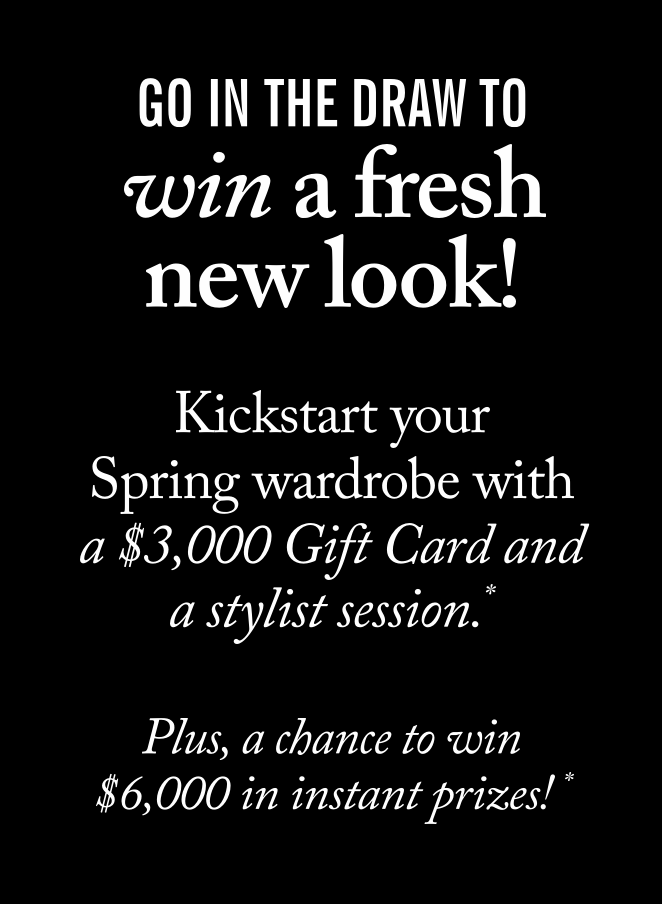 GO IN THE DRAW TO
win a fresh
new look!
Kickstart your
Spring wardrobe with
a $3,000 Gift Card and
a stylist session.*
Plus, a chance to win
$6,000 in instant prizes!*